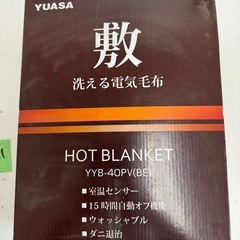 YUASA
敷
洗える電気毛布
HOT BLANKET
YYB-40PV(BE)
■室温センサー
■15時間自動オフ機能
■ウォッシャブル
■ダニ退治